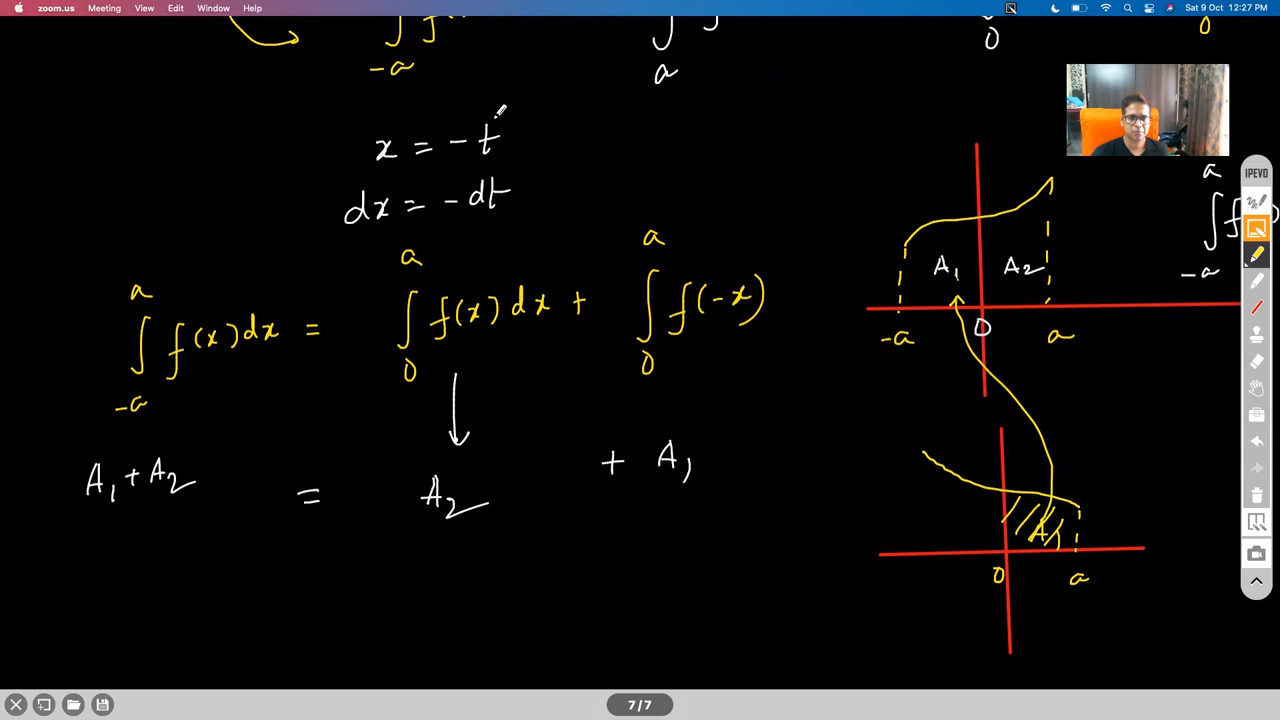 zoom.us Meeting View Edit Window Help Sat 9 Oct 12:27 PM
-a a 0 0
x = -t
dx = -dt
IPEVO
∫_{-a}^{a} f(x)dx = ∫_{0}^{a} f(x)dx + ∫_{0}^{a} f(-x)
A₁ + A₂ = A₂ + A₁
A₁ A₂
-a 0 a
a
∫ f
-a
A₁
0 a
7/7